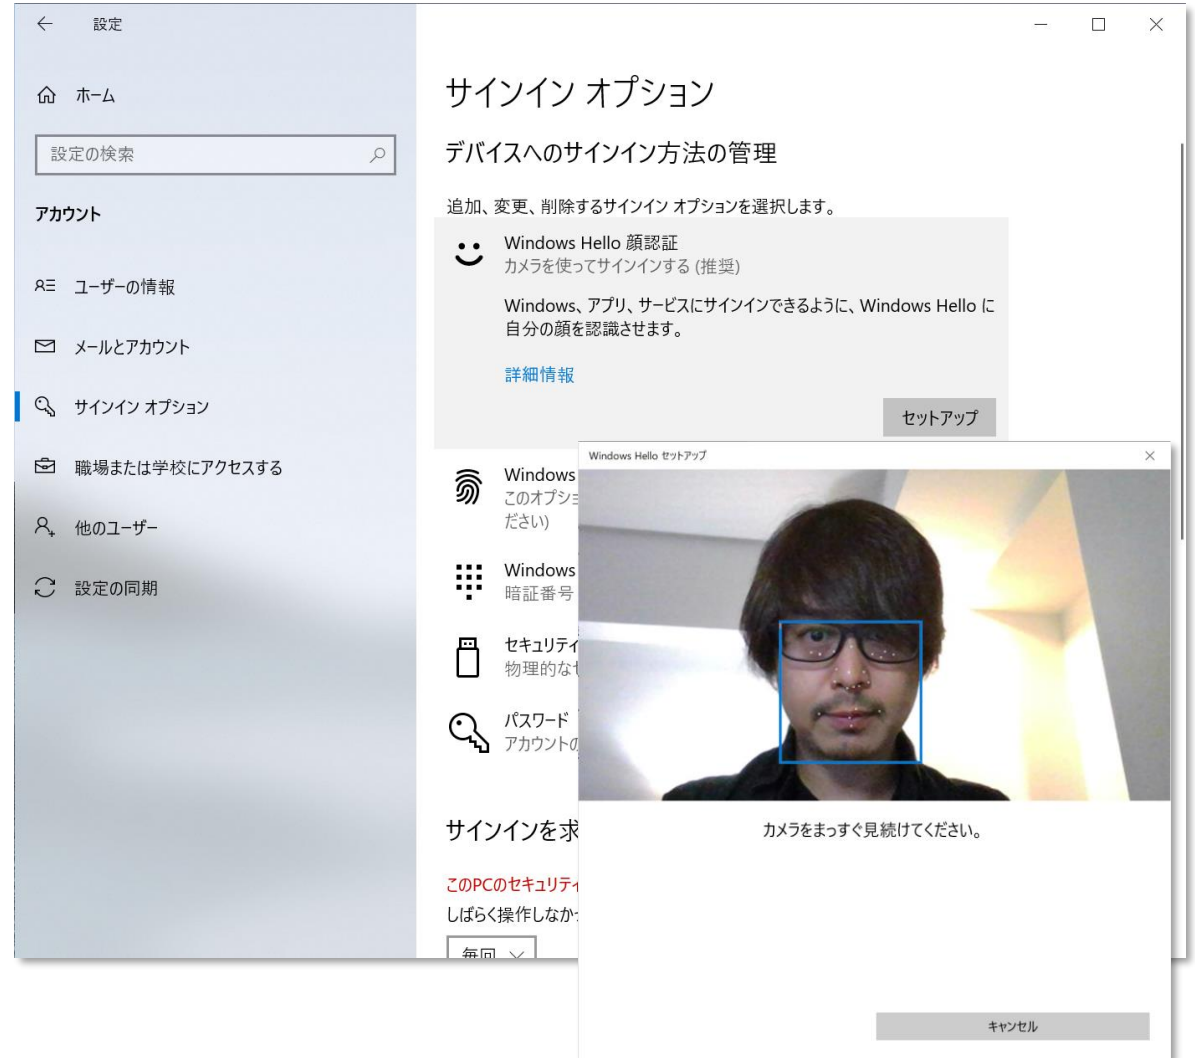 設定
ホーム
設定の検索
アカウント
ユーザーの情報
メールとアカウント
サインイン オプション
職場または学校にアクセスする
他のユーザー
設定の同期
サインイン オプション
デバイスへのサインイン方法の管理
追加、変更、削除するサインイン オプションを選択します。
Windows Hello 顔認証
カメラを使ってサインインする (推奨)
Windows、アプリ、サービスにサインインできるように、Windows Hello に
自分の顔を認識させます。
詳細情報
セットアップ
Windows
このオプショ
ださい)
Windows
暗証番号
セキュリティ
物理的なセ
パスワード
アカウントの
サインインを求
このPCのセキュリティ
しばらく操作しなかっ
毎回
Windows Hello セットアップ
カメラをまっすぐ見続けてください。
キャンセル